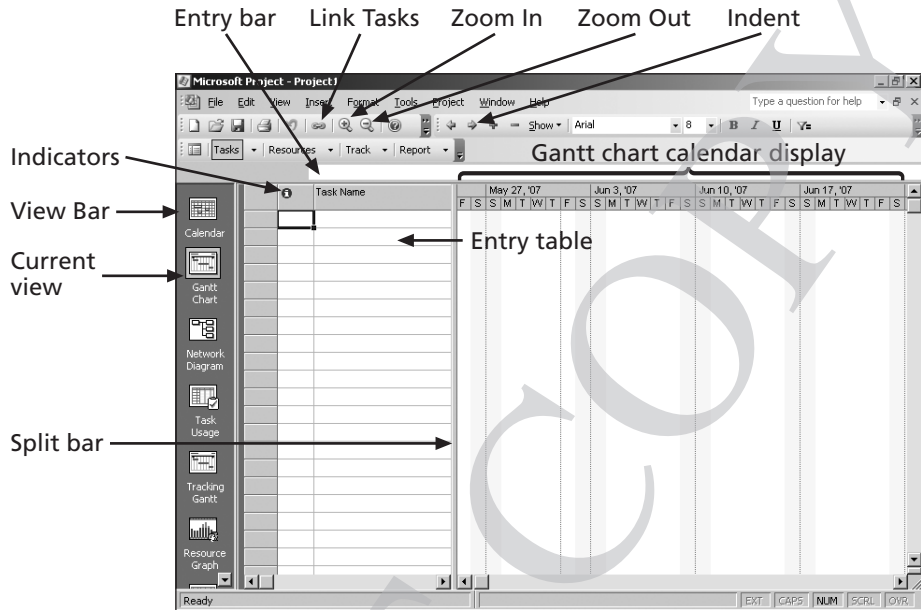 Entry bar Link Tasks Zoom In Zoom Out Indent
Microsoft Project - Project1
File Edit View Insert Format Tools Project Window Help Type a question for help
Show Arial 8 B I U
Tasks Resources Track Report
Gantt chart calendar display
Indicators
Task Name
May 27, '07 Jun 3, '07 Jun 10, '07 Jun 17, '07
F S S M T W T F S S M T W T F S S M T W T F S S M T W T F S
View Bar
Calendar
Entry table
Current
view
Gantt
Chart
Network
Diagram
Task
Usage
Split bar
Tracking
Gantt
Resource
Graph
Ready EXT CAPS NUM SCRL OVR
COPY